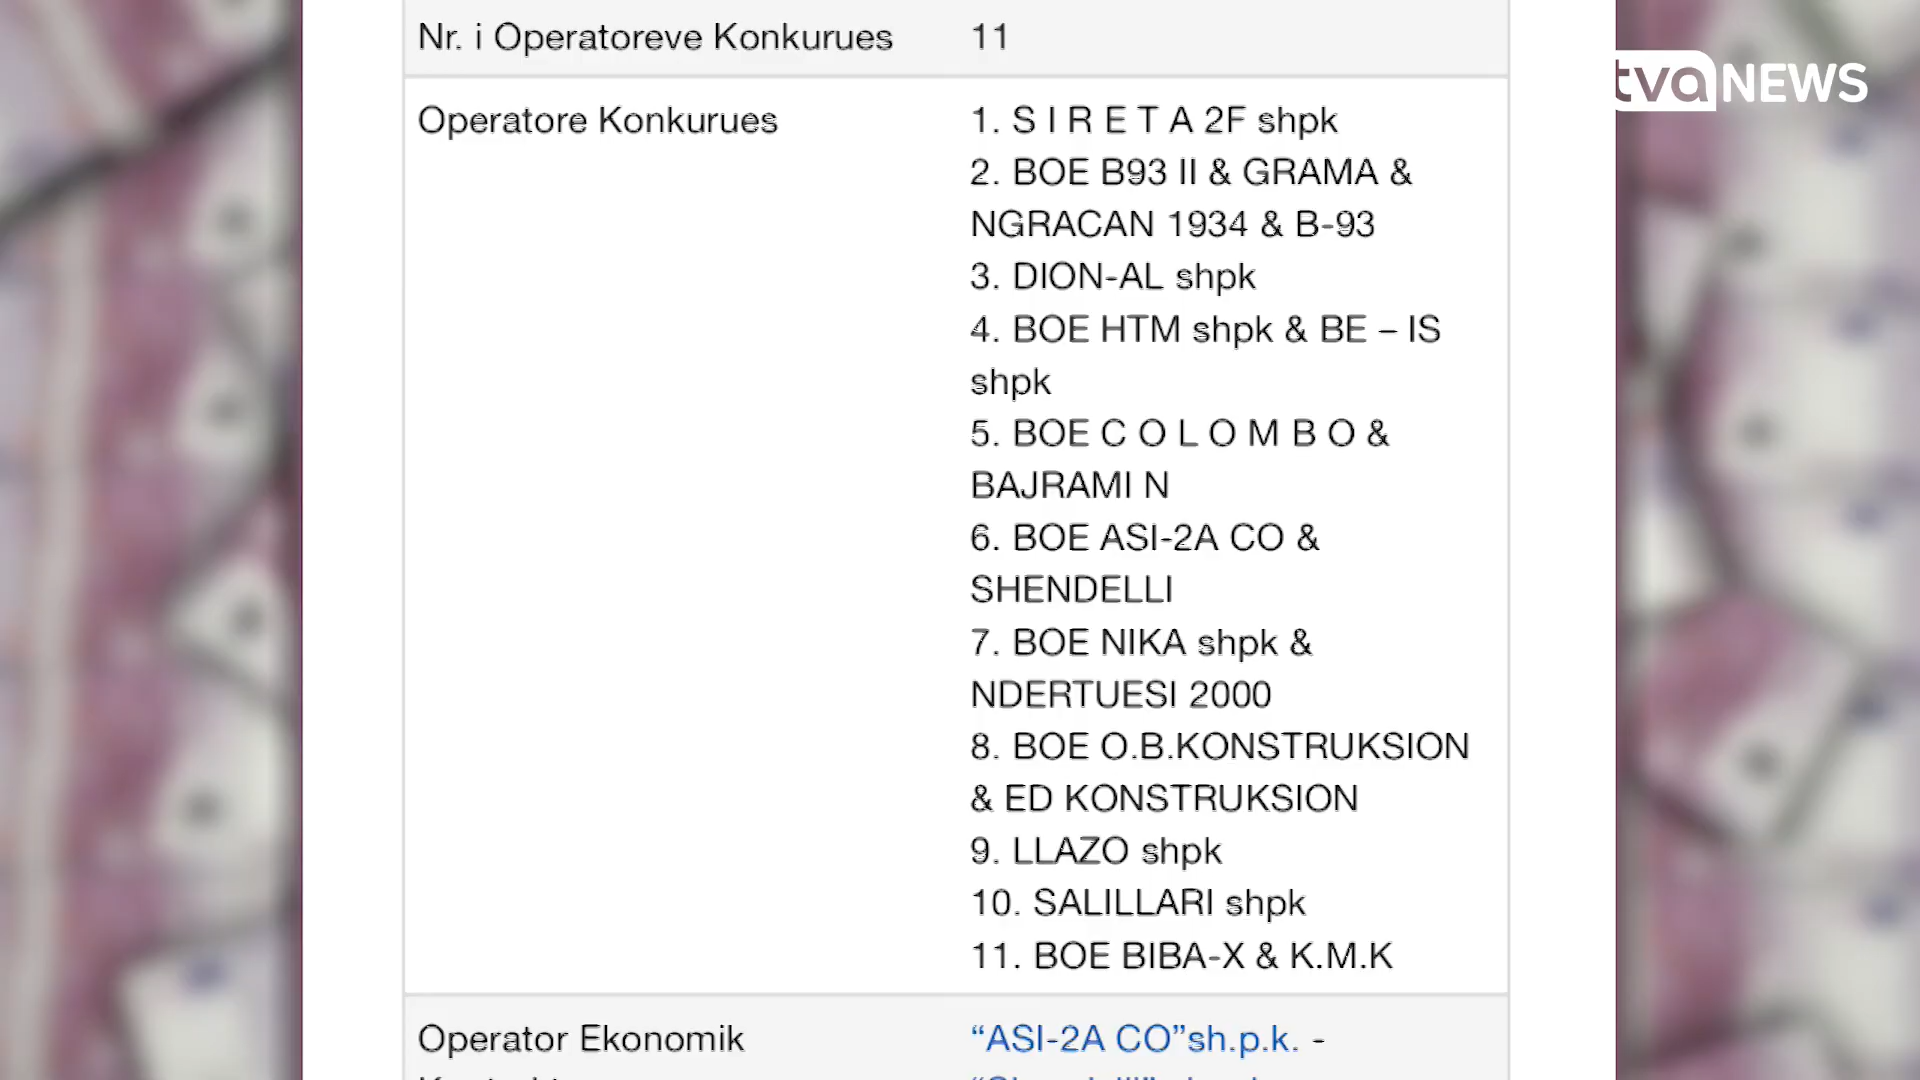 Nr. i Operatoreve Konkurues 11
tva NEWS
Operatore Konkurues
1. S I R E T A 2F shpk
2. BOE B93 II & GRAMA &
NGRACAN 1934 & B-93
3. DION-AL shpk
4. BOE HTM shpk & BE – IS
shpk
5. BOE C O L O M B O &
BAJRAMI N
6. BOE ASI-2A CO &
SHENDELLI
7. BOE NIKA shpk &
NDERTUESI 2000
8. BOE O.B.KONSTRUKSION
& ED KONSTRUKSION
9. LLAZO shpk
10. SALILLARI shpk
11. BOE BIBA-X & K.M.K
Operator Ekonomik “ASI-2A CO”sh.p.k. -